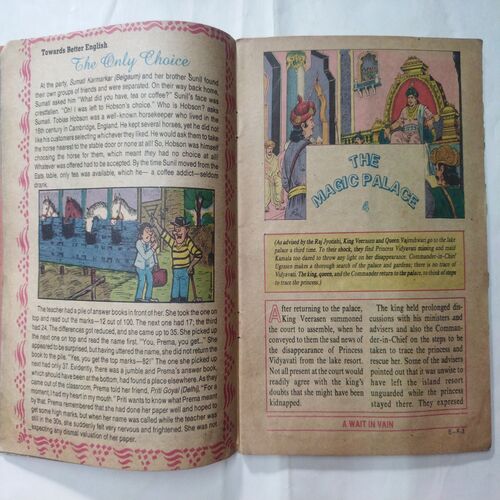 Towards Better English
The Only Choice
At the party, Sumati Karmarkar (Belgaum) and her brother Sunil found
their own groups of friends and were separated. On their way back home,
Sumati asked him "What did you have, tea or coffee?" Sunil's face was
crestfallen. "Oh! I was left to Hobson's choice." Who is Hobson? asks
Sumati. Tobias Hobson was a well-known horsekeeper who lived in the
16th century in Cambridge, England. He kept several horses, yet he did not
like his customers selecting whichever they liked. He would ask them to take
the horse nearest to the stable door or none at all! So, Hobson was himself
choosing the horse for them, which meant they had no choice at all!
Whatever was offered had to be accepted. By the time Sunil moved from the
Eats table, only tea was available, which he— a coffee addict—seldom
drank.
The teacher had a pile of answer books in front of her. She took the one on
top and read out the marks—12 out of 100. The next one had 17; the third
had 24. The differences got reduced, and she came up to 35. She picked up
the next one on top and read the name first. "You, Prema, you get..." She
appeared to be surprised, but having uttered the name, she did not return the
book to the pile. "Yes, you get the top marks—82!" The one she picked up
next had only 37. Evidently, there was a jumble and Prema's answer book,
that should have been at the bottom, had found a place elsewhere. As they
came out of the classroom, Prema told her friend, Priti Goyal (Delhi), "For a
moment, I had my heart in my mouth." Priti wants to know what Prema meant
by that. Prema remembered that she had done her paper well and hoped to
get some high marks, but when her name was called while the teacher was
still in the 30s, she suddenly felt very nervous and frightened. She was not
expecting any dismal valuation of her paper.
THE
MAGIC PALACE
4
(As advised by the Raj Jyotishi, King Veerasen and Queen Vajreshwari go to the lake
palace a third time. To their shock, they find Princess Vidyavati missing and maid
Kamala too dazed to throw any light on her disappearance. Commander-in-Chief
Ugrasen makes a thorough search of the palace and gardens; there is no trace of
Vidyavati. The king, queen, and the Commander return to the palace, to think of steps
to trace the princess.)
After returning to the palace,
King Veerasen summoned
the court to assemble, when he
conveyed to them the sad news of
the disappearance of Princess
Vidyavati from the lake resort.
Not all present at the court would
readily agree with the king's
doubts that she might have been
kidnapped.
The king held prolonged dis-
cussions with his ministers and
advisers and also the Comman-
der-in-Chief on the steps to be
taken to trace the princess and
rescue her. Some of the advisers
pointed out that it was unwise to
have left the island resort
unguarded while the princess
stayed there. They expresed
A WAIT IN VAIN